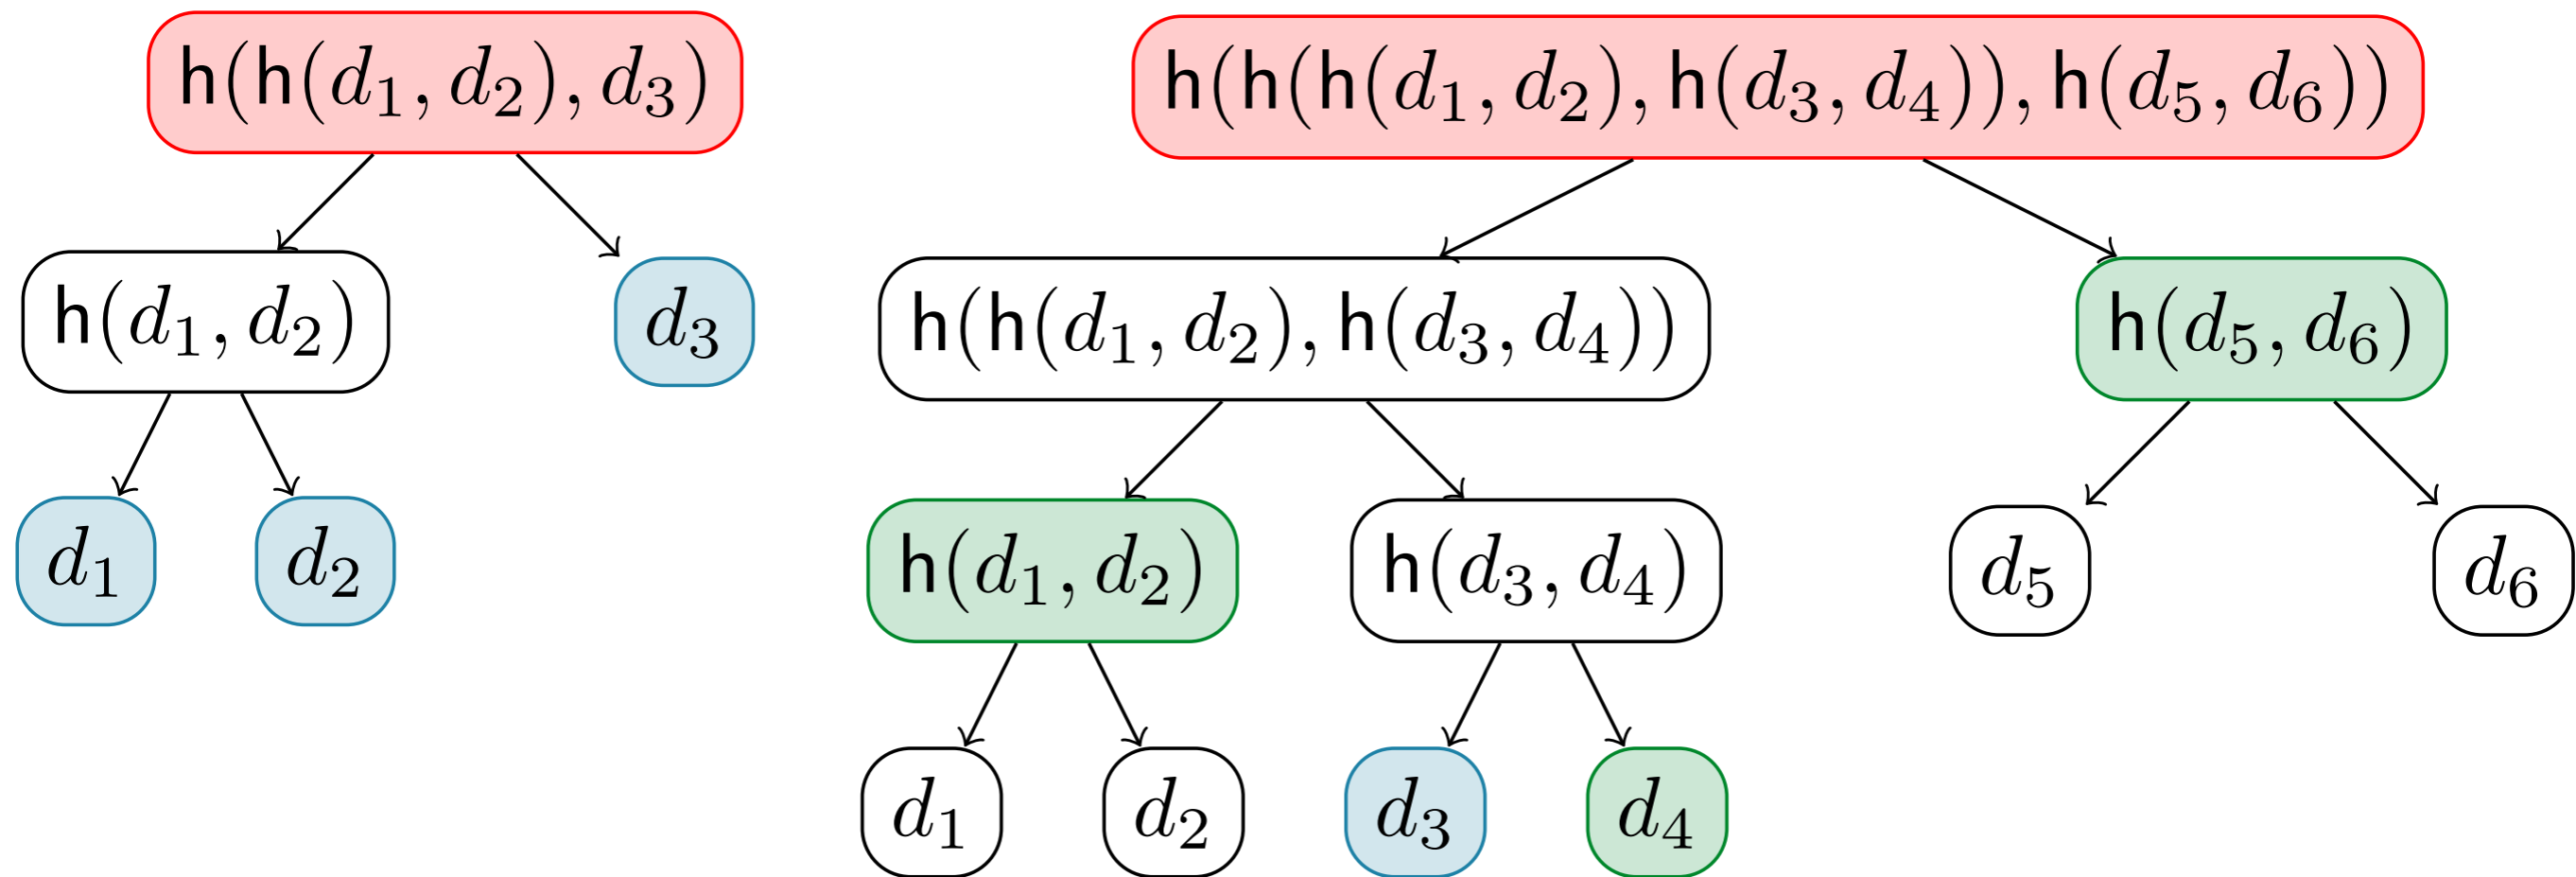 h(h(d₁, d₂), d₃)
h(d₁, d₂)
d₃
d₁
d₂
h(h(h(d₁, d₂), h(d₃, d₄)), h(d₅, d₆))
h(h(d₁, d₂), h(d₃, d₄))
h(d₅, d₆)
h(d₁, d₂)
h(d₃, d₄)
d₅
d₆
d₁
d₂
d₃
d₄